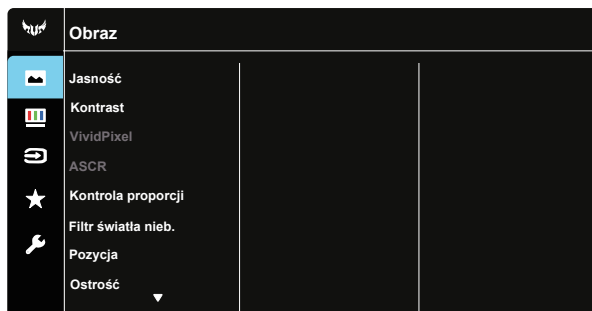 Obraz
Jasność
Kontrast
VividPixel
ASCR
Kontrola proporcji
Filtr światła nieb.
Pozycja
Ostrość